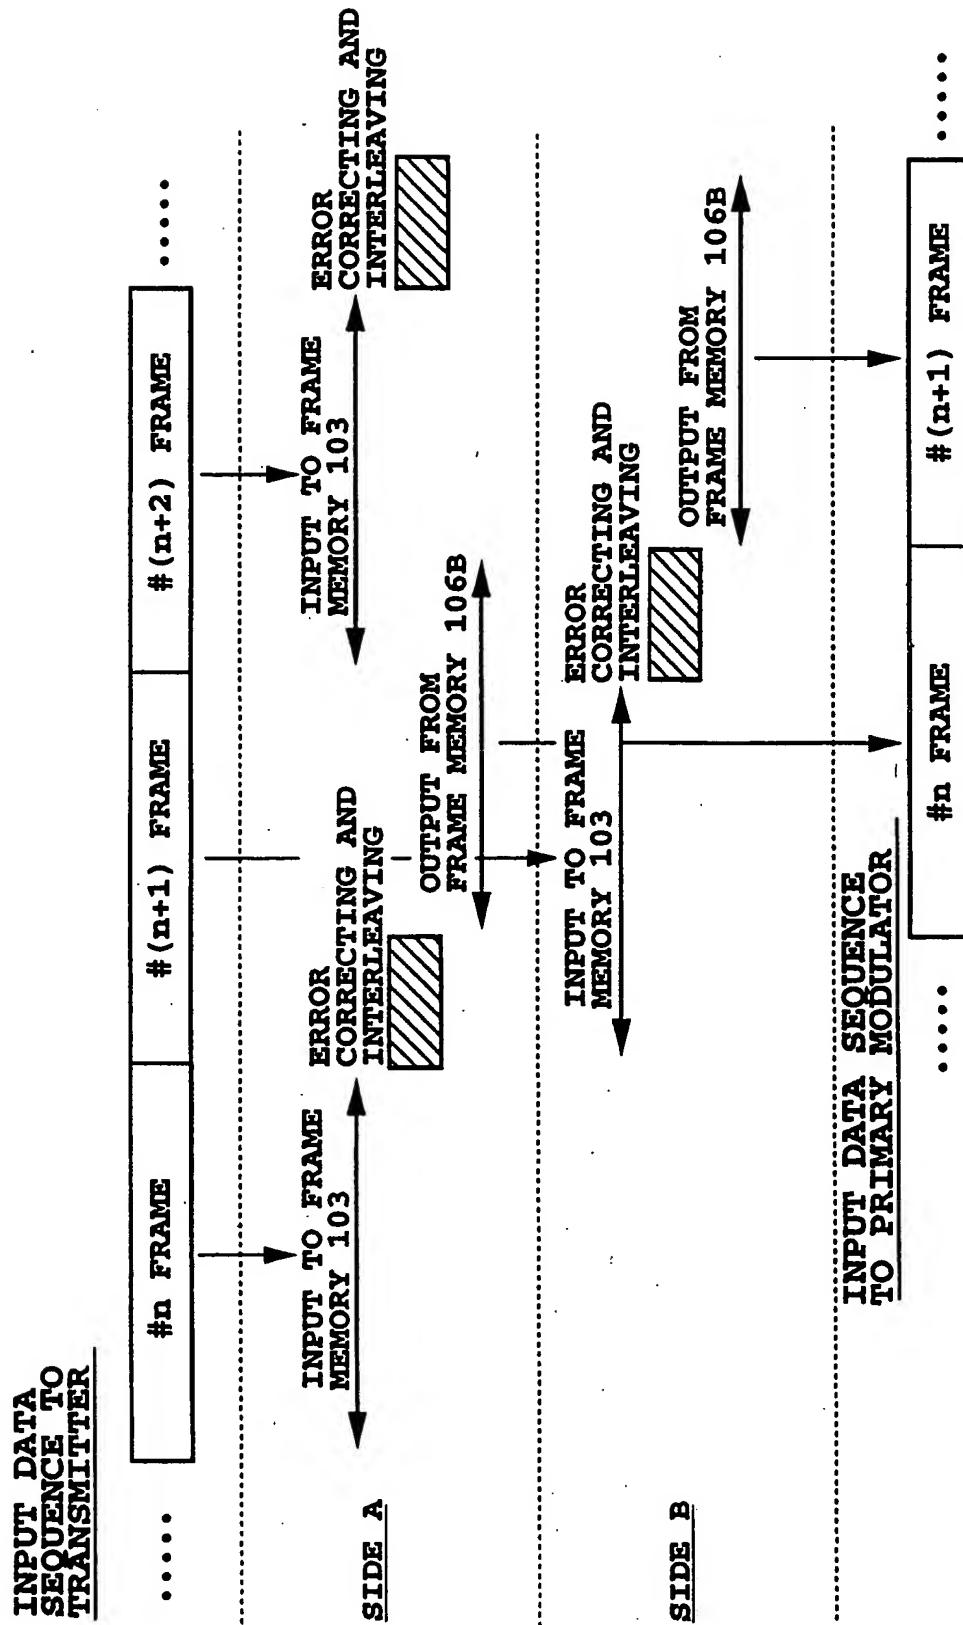 INPUT DATA
SEQUENCE TO
TRANSMITTER
.....
#n FRAME
#(n+1) FRAME
#(n+2) FRAME
.....
SIDE A
INPUT TO FRAME
MEMORY 103
ERROR
CORRECTING AND
INTERLEAVING
OUTPUT FROM
FRAME MEMORY 106B
INPUT TO FRAME
MEMORY 103
ERROR
CORRECTING AND
INTERLEAVING
SIDE B
INPUT TO FRAME
MEMORY 103
ERROR
CORRECTING AND
INTERLEAVING
OUTPUT FROM
FRAME MEMORY 106B
INPUT DATA SEQUENCE
TO PRIMARY MODULATOR
.....
#n FRAME
#(n+1) FRAME
.....